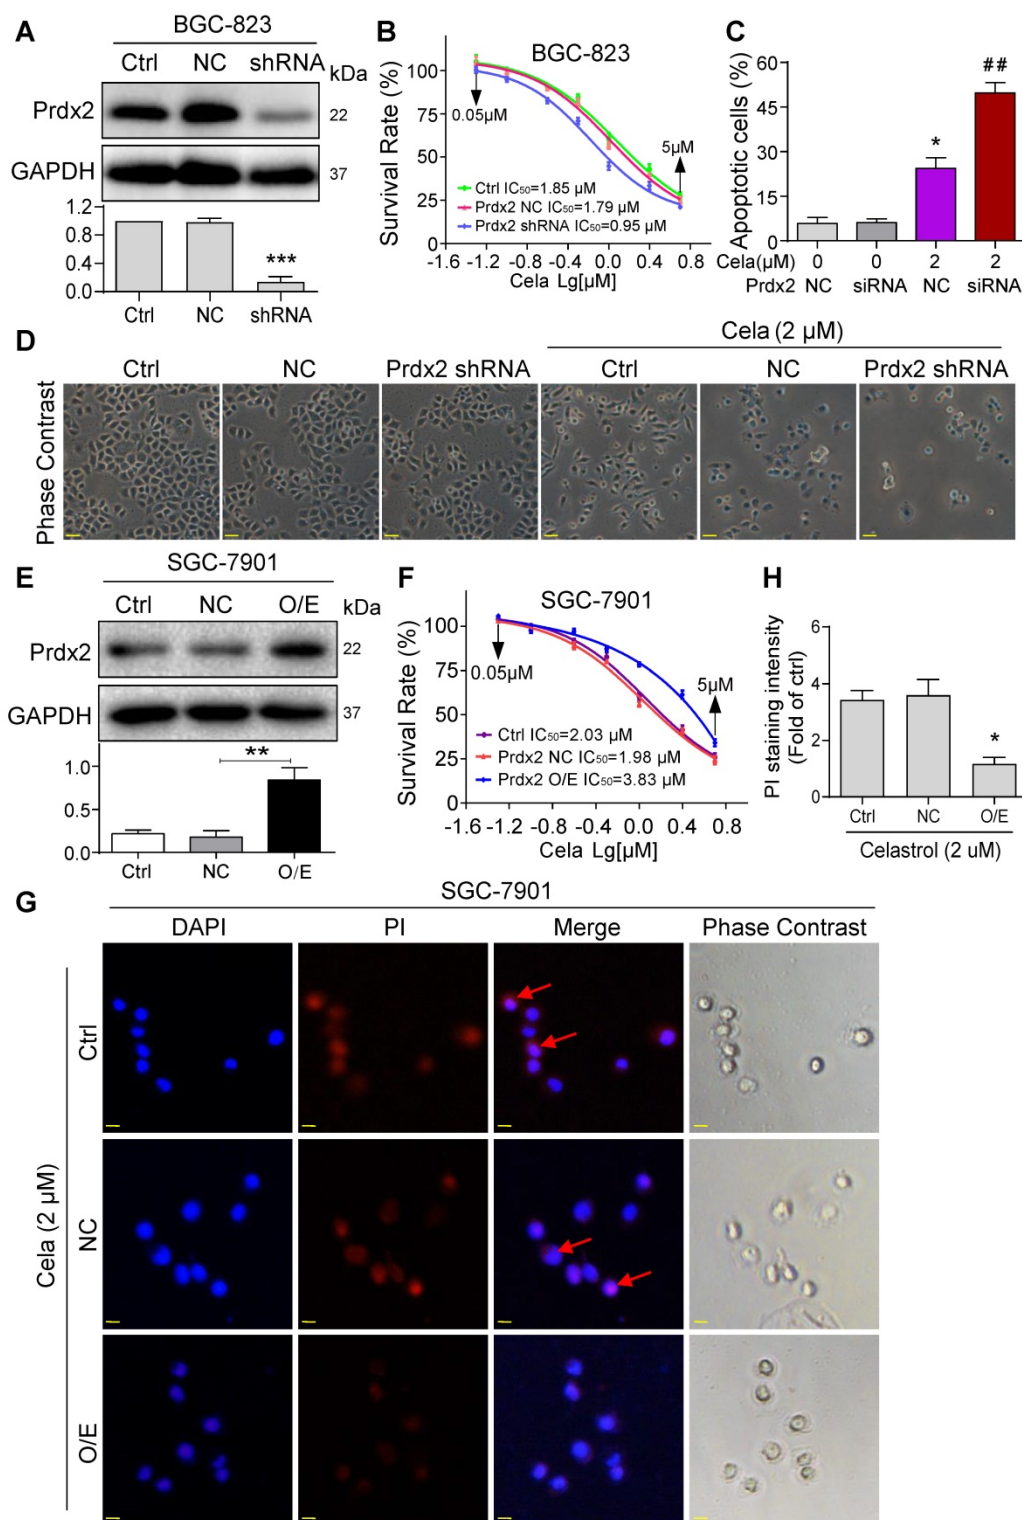 A
BGC-823
Ctrl NC shRNA kDa
Prdx2 22
GAPDH 37
1.2
0.8
0.4
0.0
***
Ctrl NC shRNA
B
BGC-823
Survival Rate (%)
100
75
50
25
0
0.05µM
5µM
Ctrl IC₅₀=1.85 µM
Prdx2 NC IC₅₀=1.79 µM
Prdx2 shRNA IC₅₀=0.95 µM
-1.6 -1.2 -0.8 -0.4 0.0 0.4 0.8
Cela Lg[µM]
C
Apoptotic cells (%)
60
45
30
15
0
*
##
Cela(µM) 0 0 2 2
Prdx2 NC siRNA NC siRNA
D
Cela (2 µM)
Ctrl NC Prdx2 shRNA Ctrl NC Prdx2 shRNA
Phase Contrast
E
SGC-7901
Ctrl NC O/E kDa
Prdx2 22
GAPDH 37
1.0
0.5
0.0
**
Ctrl NC O/E
F
SGC-7901
Survival Rate (%)
100
75
50
25
0
0.05µM
5µM
Ctrl IC₅₀=2.03 µM
Prdx2 NC IC₅₀=1.98 µM
Prdx2 O/E IC₅₀=3.83 µM
-1.6 -1.2 -0.8 -0.4 0.0 0.4 0.8
Cela Lg[µM]
H
PI staining intensity
(Fold of ctrl)
6
4
2
0
*
Ctrl NC O/E
Celastrol (2 uM)
G
SGC-7901
DAPI PI Merge Phase Contrast
Cela (2 µM)
Ctrl
NC
O/E